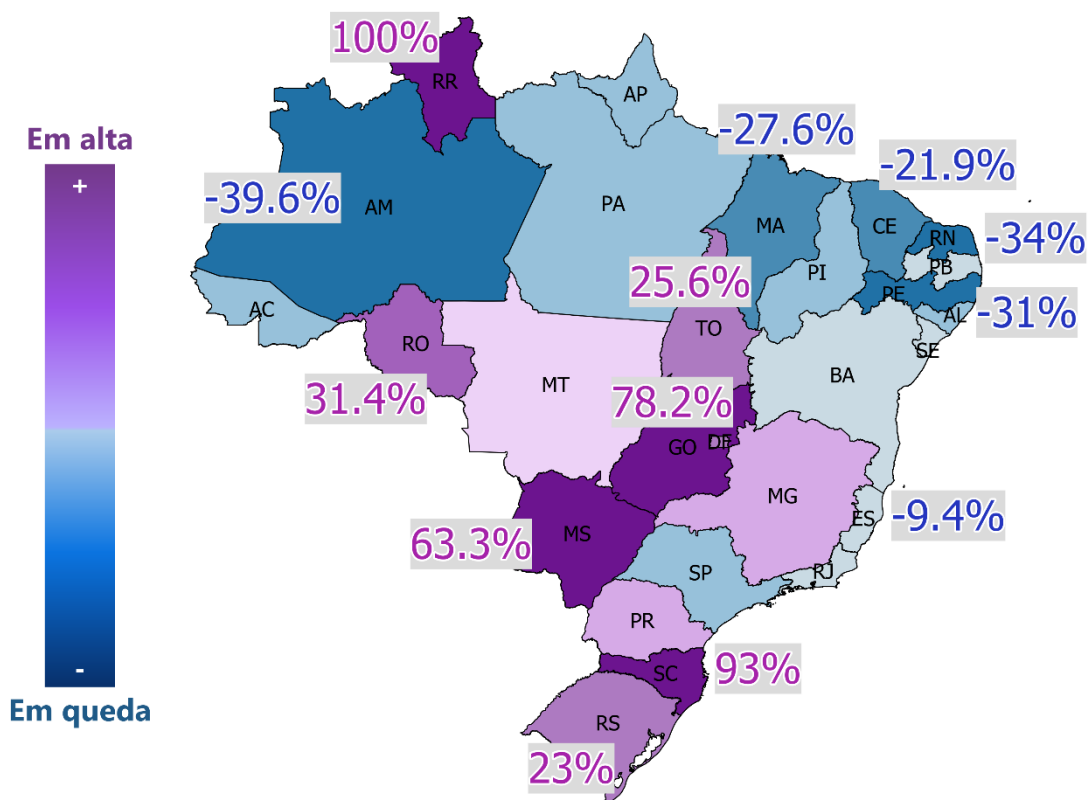 Em alta
+
-
Em queda
100%
RR
AP
-27.6%
-21.9%
-39.6%
AM
PA
MA
CE
RN
-34%
PB
PI
25.6%
PE
-31%
AC
TO
AL
RO
SE
MT
BA
31.4%
78.2%
GO
DF
MG
ES
-9.4%
MS
63.3%
SP
RJ
PR
SC
93%
RS
23%